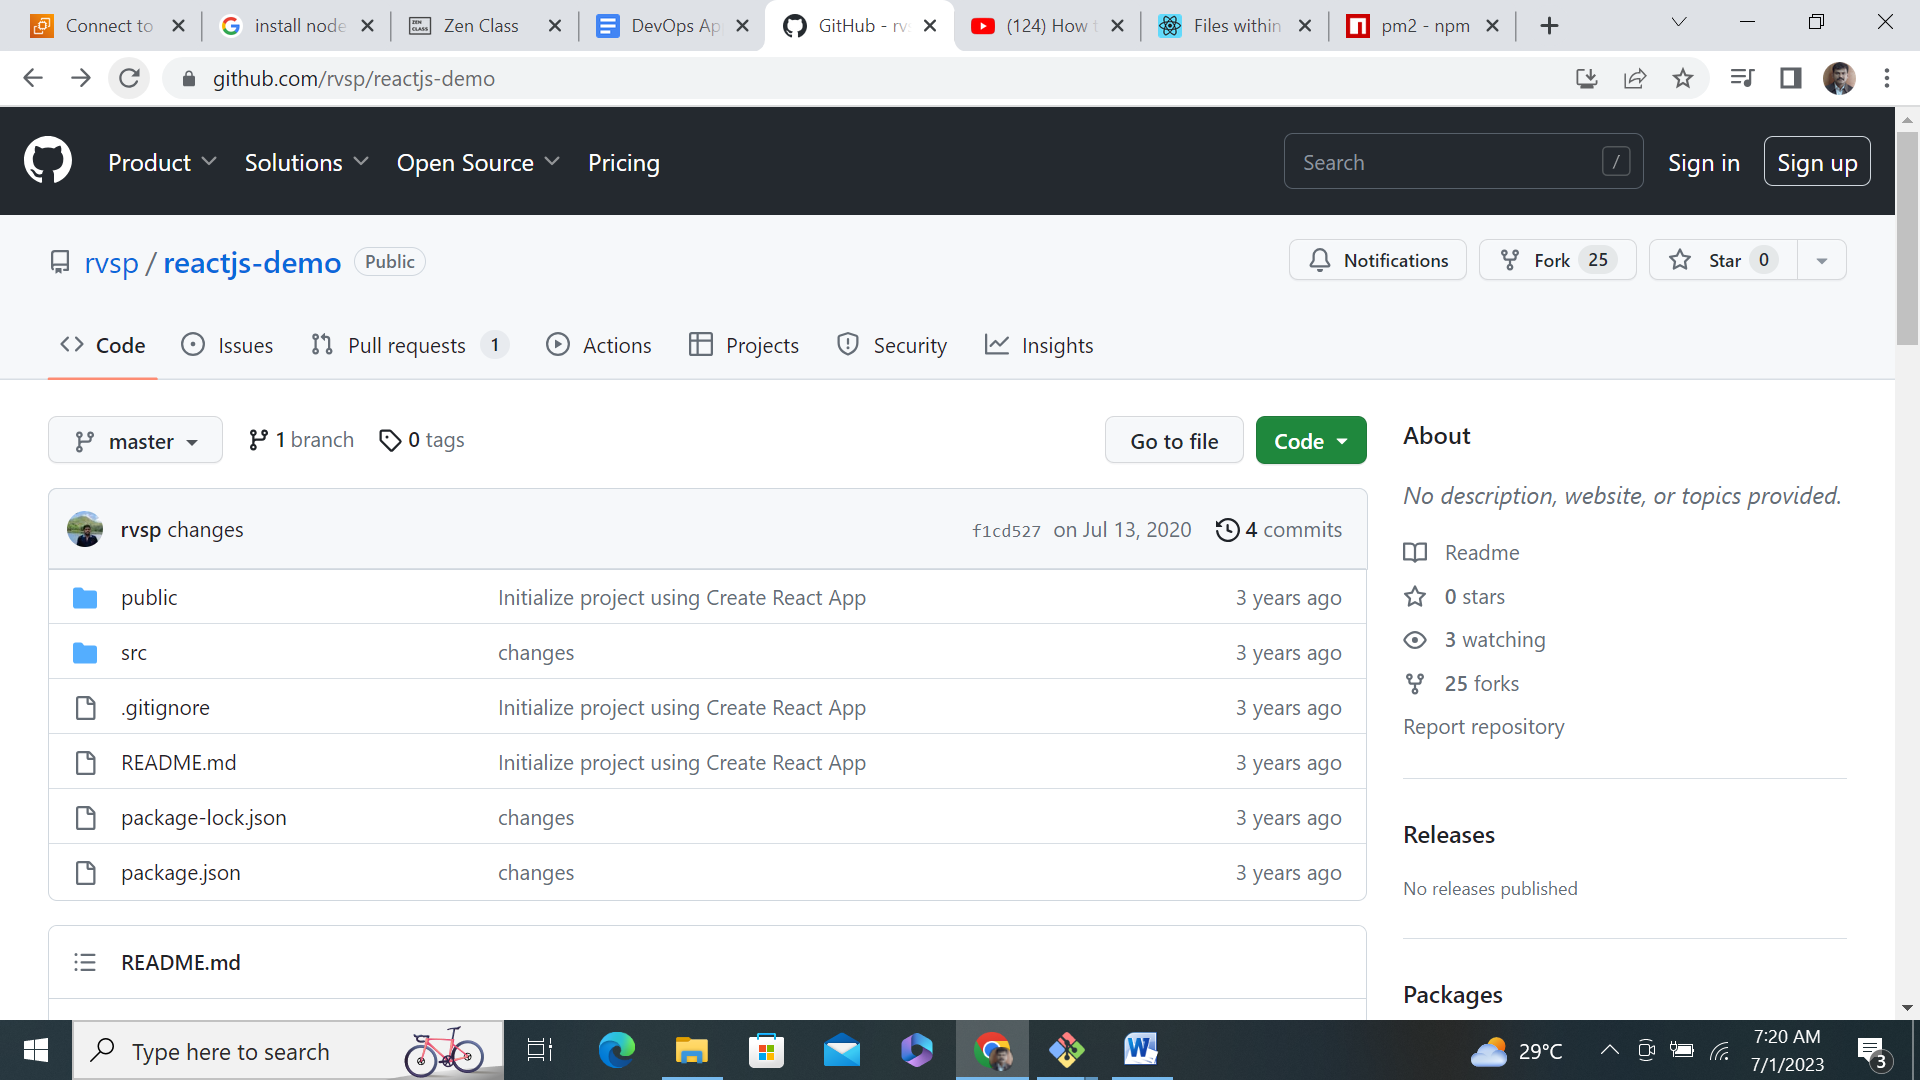 Connect to
install node
Zen Class
DevOps Ap
GitHub - rvs
(124) How t
Files within
pm2 - npm
github.com/rvsp/reactjs-demo
Product
Solutions
Open Source
Pricing
Search
/
Sign in
Sign up
rvsp / reactjs-demo
Public
Notifications
Fork 25
Star 0
Code
Issues
Pull requests 1
Actions
Projects
Security
Insights
master
1 branch
0 tags
Go to file
Code
rvsp changes
f1cd527 on Jul 13, 2020
4 commits
public
Initialize project using Create React App
3 years ago
src
changes
3 years ago
.gitignore
Initialize project using Create React App
3 years ago
README.md
Initialize project using Create React App
3 years ago
package-lock.json
changes
3 years ago
package.json
changes
3 years ago
README.md
About
No description, website, or topics provided.
Readme
0 stars
3 watching
25 forks
Report repository
Releases
No releases published
Packages
Type here to search
29°C
7:20 AM
7/1/2023
3